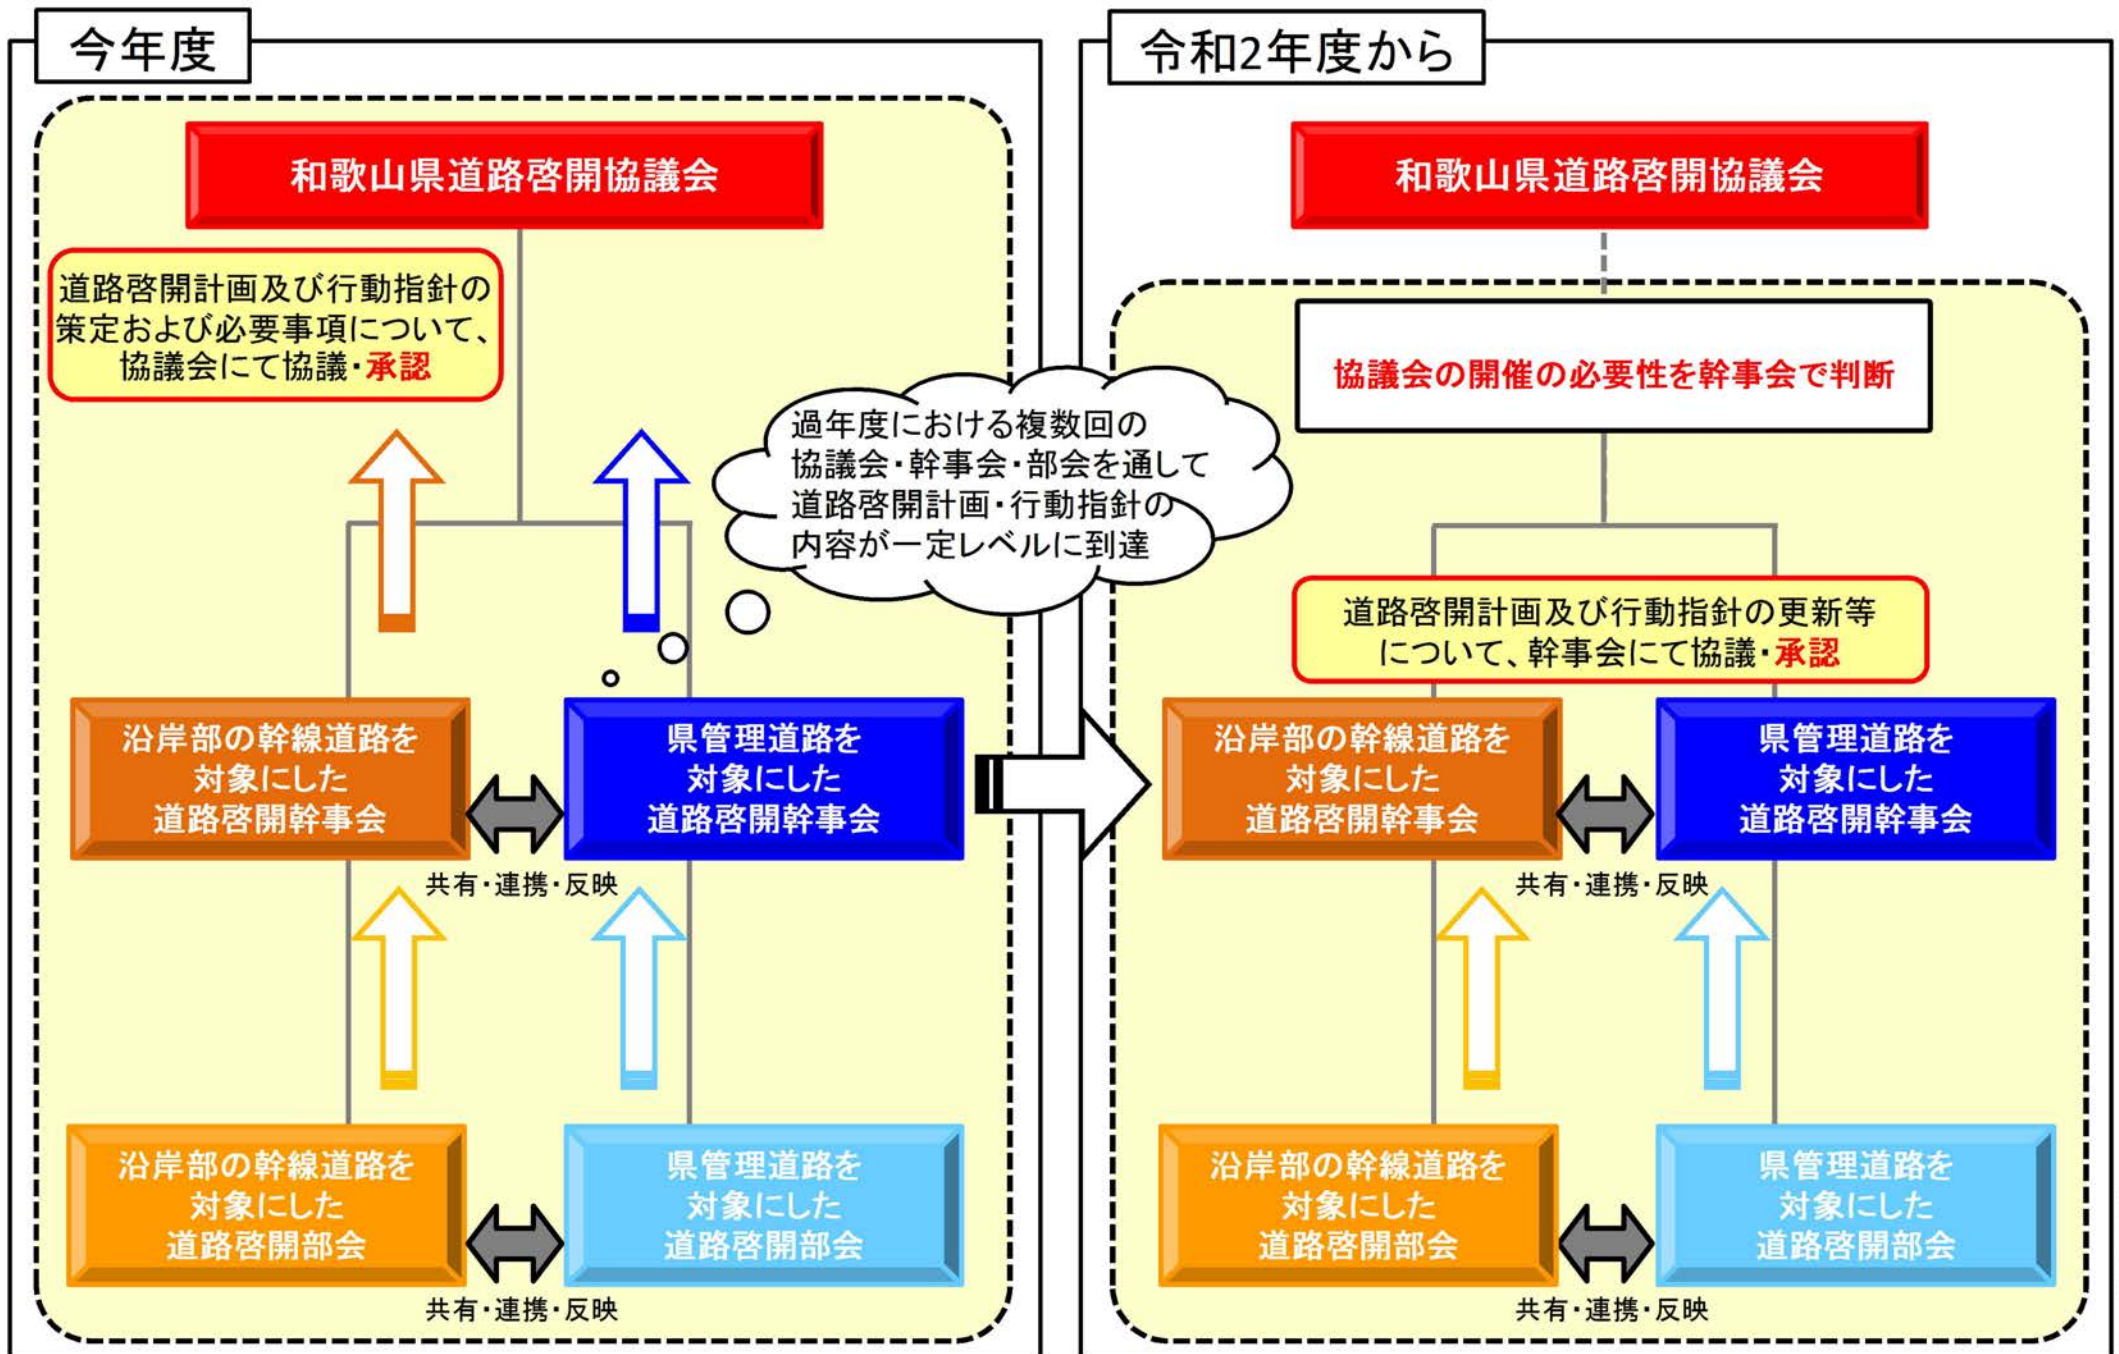 今年度
和歌山県道路啓開協議会
道路啓開計画及び行動指針の
策定および必要事項について、
協議会にて協議・承認
過年度における複数回の
協議会・幹事会・部会を通して
道路啓開計画・行動指針の
内容が一定レベルに到達
沿岸部の幹線道路を
対象にした
道路啓開幹事会
県管理道路を
対象にした
道路啓開幹事会
共有・連携・反映
沿岸部の幹線道路を
対象にした
道路啓開部会
県管理道路を
対象にした
道路啓開部会
共有・連携・反映
令和2年度から
和歌山県道路啓開協議会
協議会の開催の必要性を幹事会で判断
道路啓開計画及び行動指針の更新等
について、幹事会にて協議・承認
沿岸部の幹線道路を
対象にした
道路啓開幹事会
県管理道路を
対象にした
道路啓開幹事会
共有・連携・反映
沿岸部の幹線道路を
対象にした
道路啓開部会
県管理道路を
対象にした
道路啓開部会
共有・連携・反映